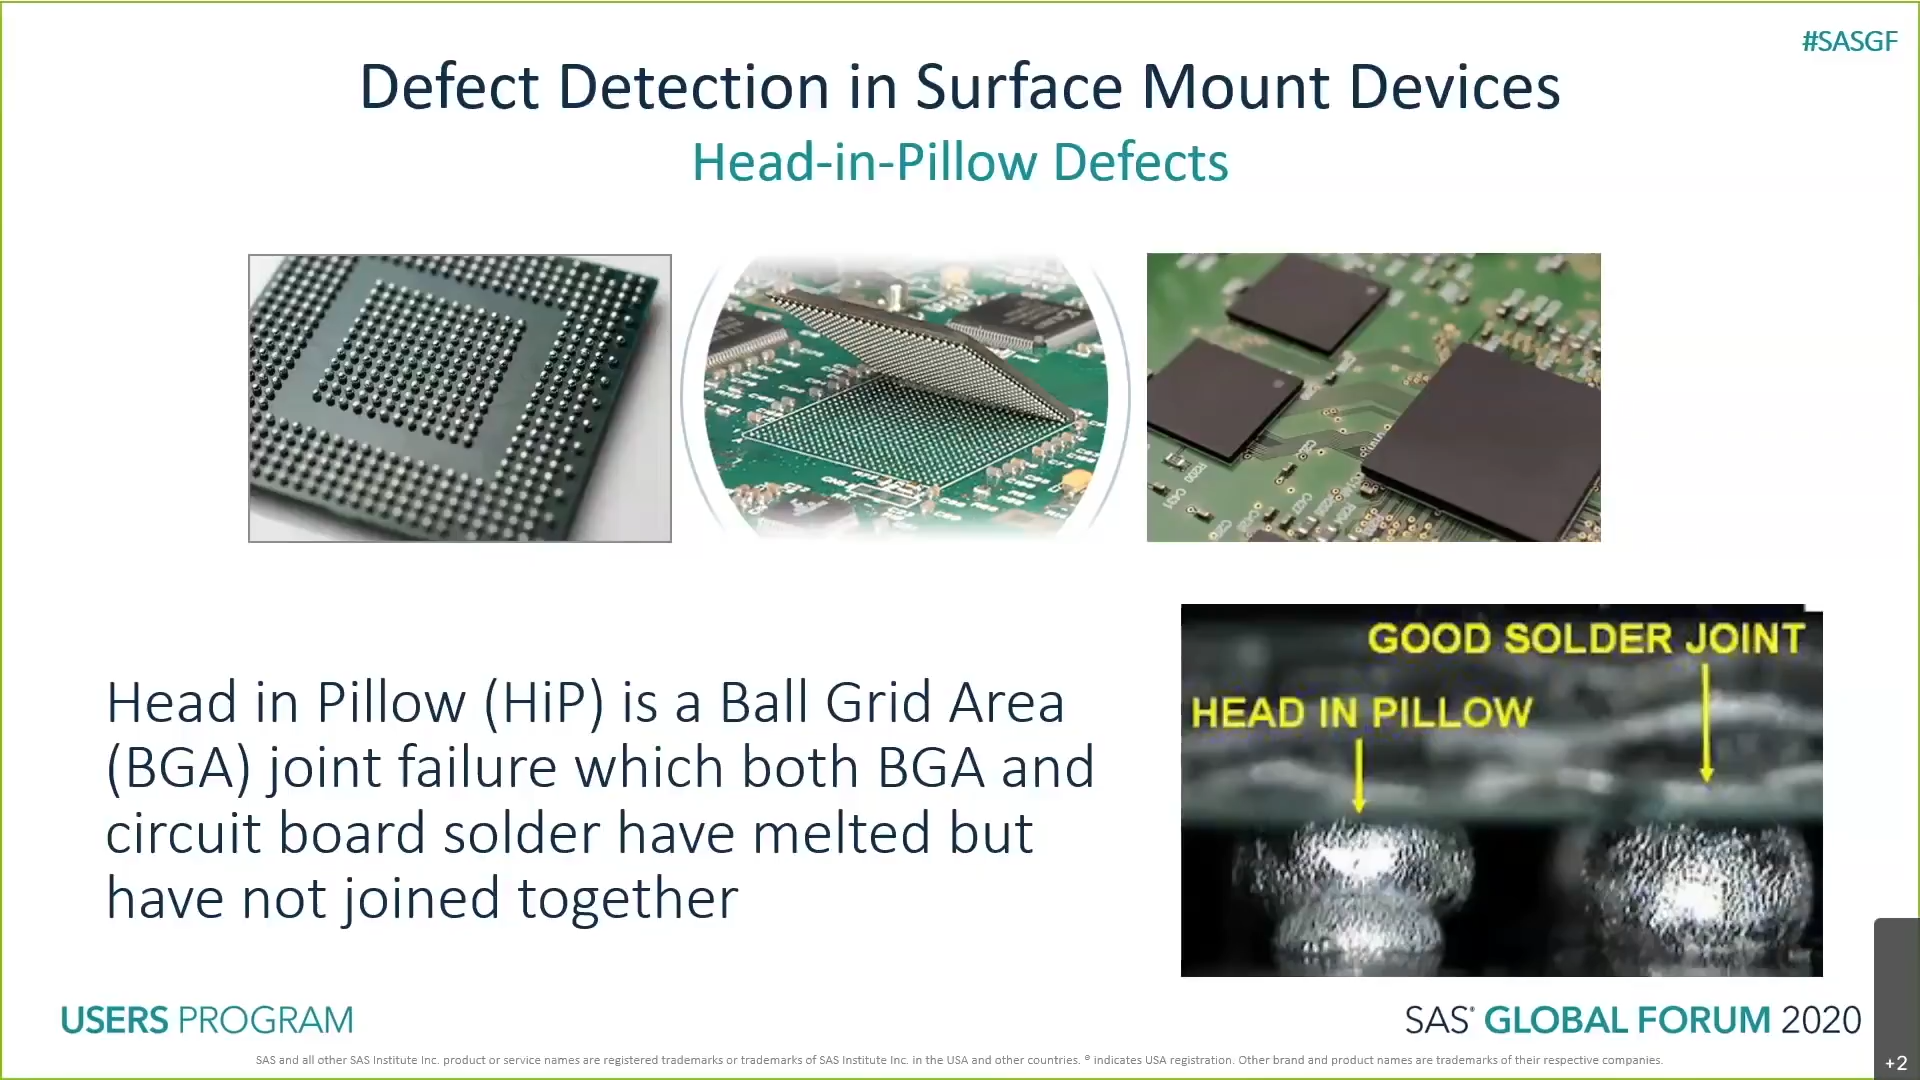 #SASGF
Defect Detection in Surface Mount Devices
Head-in-Pillow Defects
GOOD SOLDER JOINT
HEAD IN PILLOW
Head in Pillow (HiP) is a Ball Grid Area
(BGA) joint failure which both BGA and
circuit board solder have melted but
have not joined together
USERS PROGRAM
SAS® GLOBAL FORUM 2020
SAS and all other SAS Institute Inc. product or service names are registered trademarks or trademarks of SAS Institute Inc. in the USA and other countries. ® indicates USA registration. Other brand and product names are trademarks of their respective companies.
+2